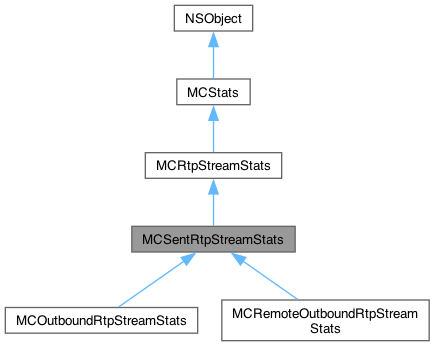 NSObject
MCStats
MCRtpStreamStats
MCSentRtpStreamStats
MCOutboundRtpStreamStats
MCRemoteOutboundRtpStream
Stats